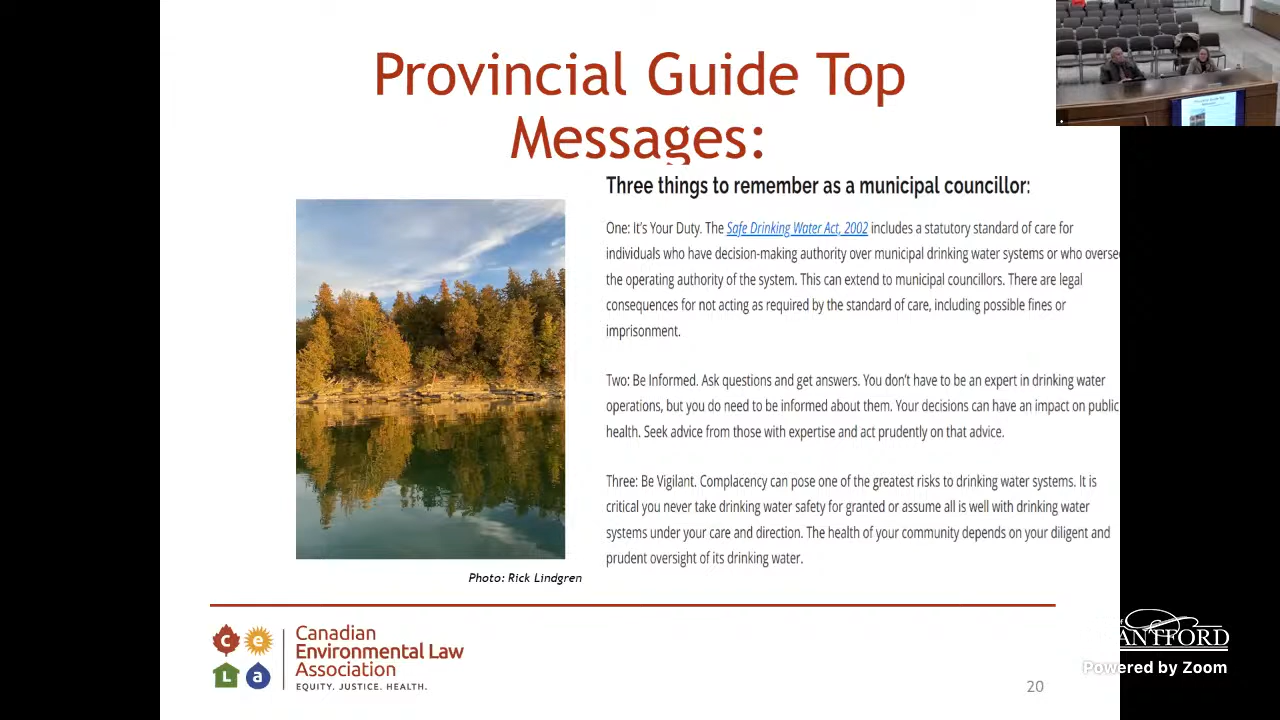 Provincial Guide Top
Messages:
Three things to remember as a municipal councillor:
One: It's Your Duty. The Safe Drinking Water Act, 2002 includes a statutory standard of care for
individuals who have decision-making authority over municipal drinking water systems or who oversee
the operating authority of the system. This can extend to municipal councillors. There are legal
consequences for not acting as required by the standard of care, including possible fines or
imprisonment.
Two: Be Informed. Ask questions and get answers. You don't have to be an expert in drinking water
operations, but you do need to be informed about them. Your decisions can have an impact on public
health. Seek advice from those with expertise and act prudently on that advice.
Three: Be Vigilant. Complacency can pose one of the greatest risks to drinking water systems. It is
critical you never take drinking water safety for granted or assume all is well with drinking water
systems under your care and direction. The health of your community depends on your diligent and
prudent oversight of its drinking water.
Photo: Rick Lindgren
c e
L a
Canadian
Environmental Law
Association
EQUITY. JUSTICE. HEALTH.
20
ANTFORD
Powered by Zoom